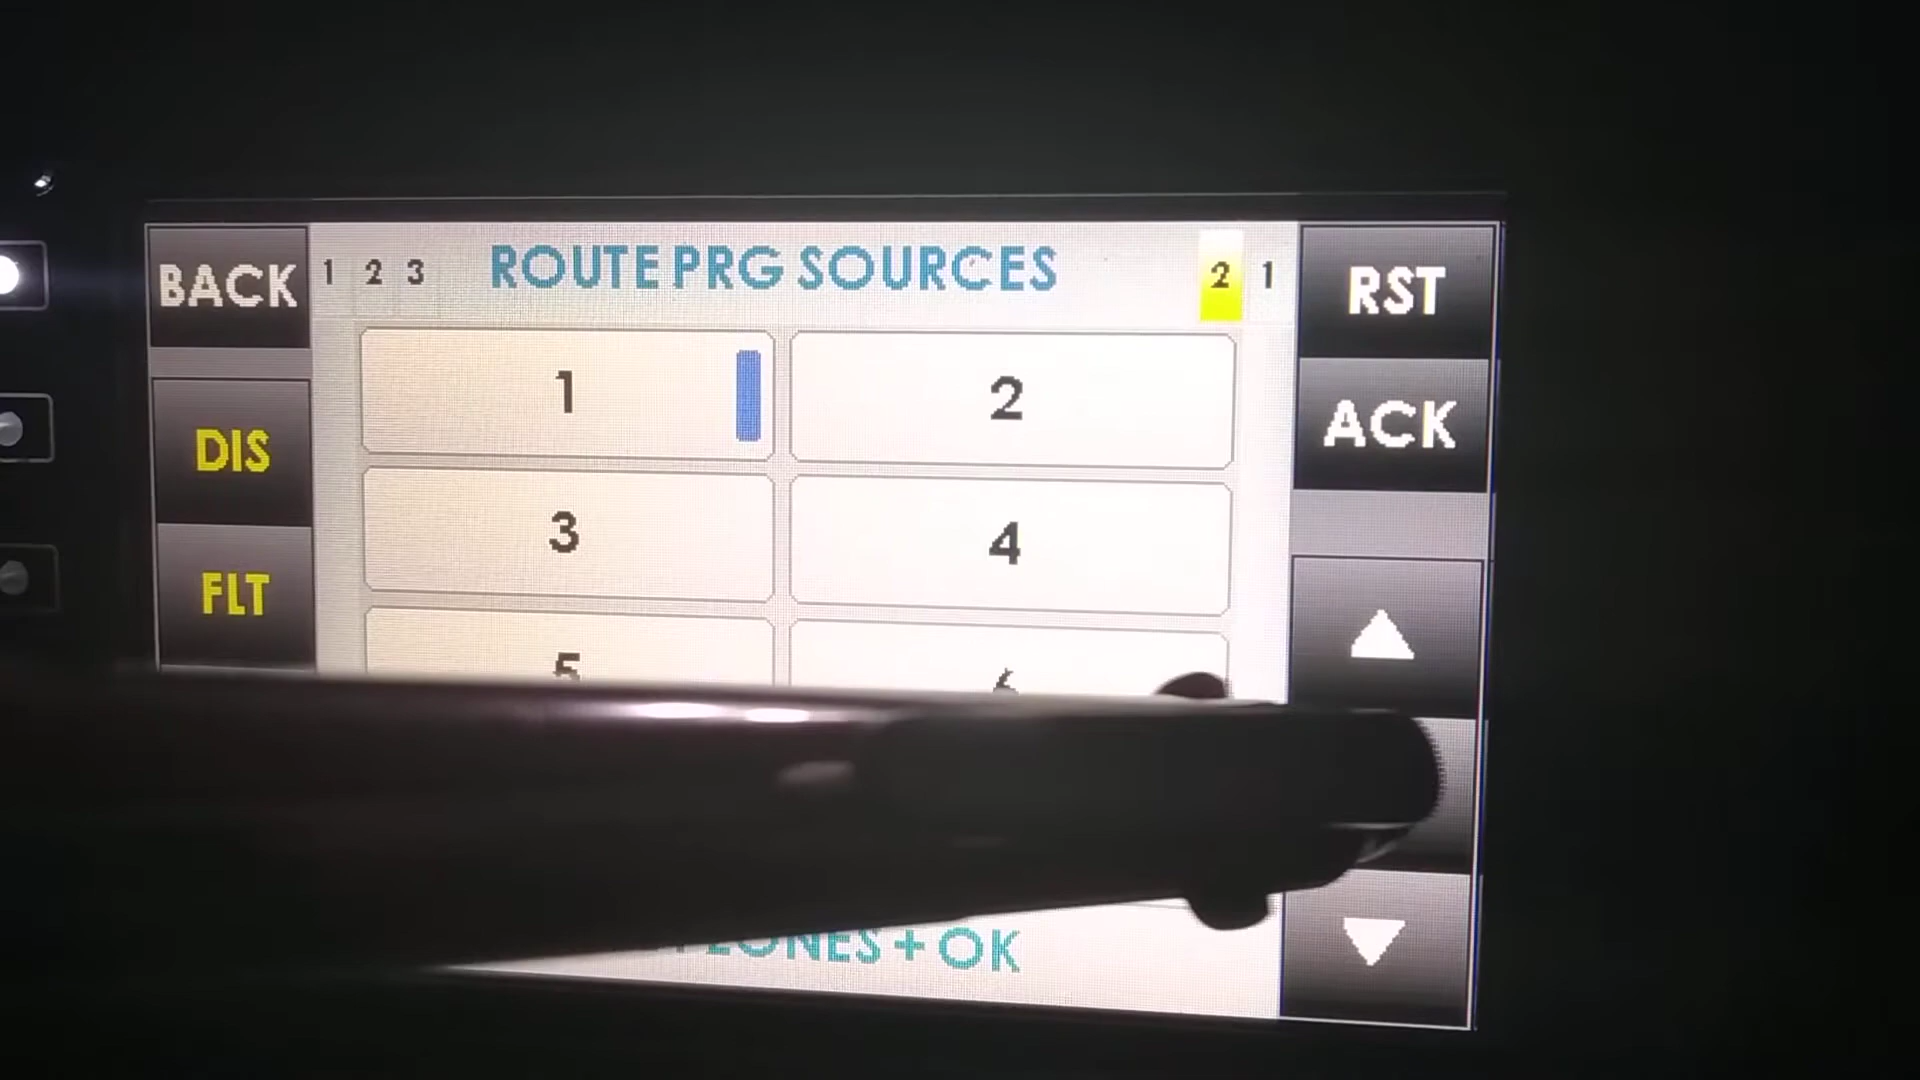 BACK
1 2 3
ROUTE PRG SOURCES
2 1
RST
1
2
ACK
DIS
3
4
FLT
5
6
+ OK